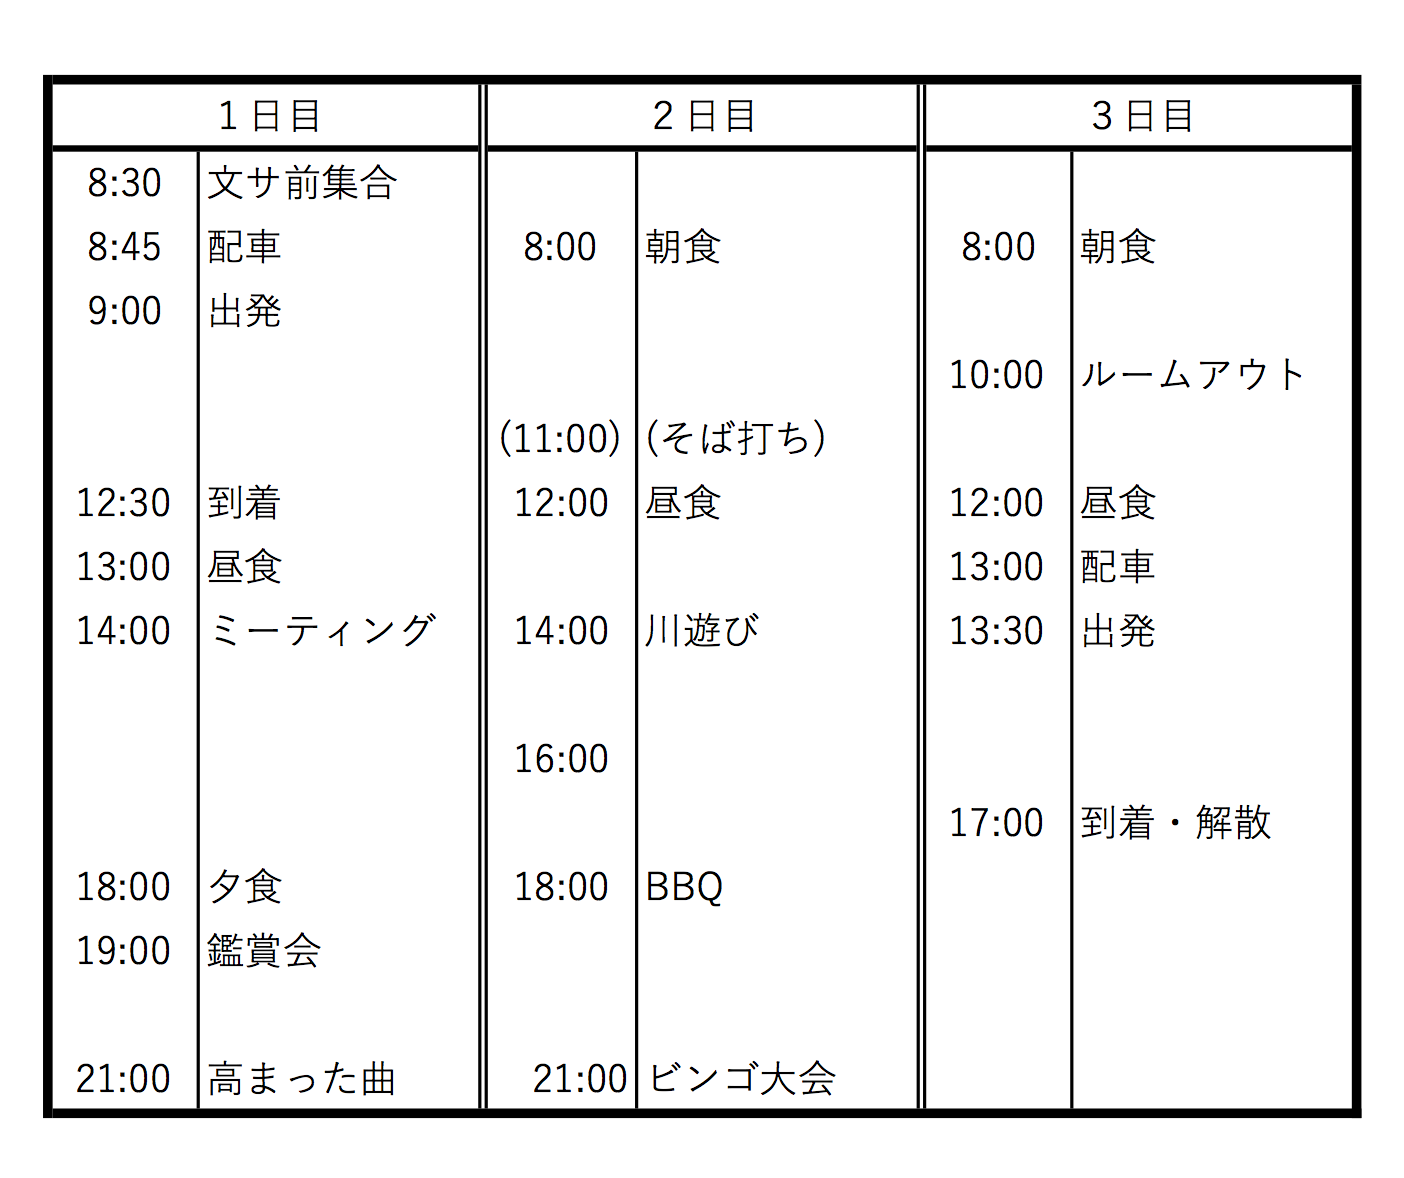 1日目
8:30 文サ前集合
8:45 配車
9:00 出発
12:30 到着
13:00 昼食
14:00 ミーティング
18:00 夕食
19:00 鑑賞会
21:00 高まった曲
2日目
8:00 朝食
(11:00) (そば打ち)
12:00 昼食
14:00 川遊び
16:00
18:00 BBQ
21:00 ビンゴ大会
3日目
8:00 朝食
10:00 ルームアウト
12:00 昼食
13:00 配車
13:30 出発
17:00 到着・解散